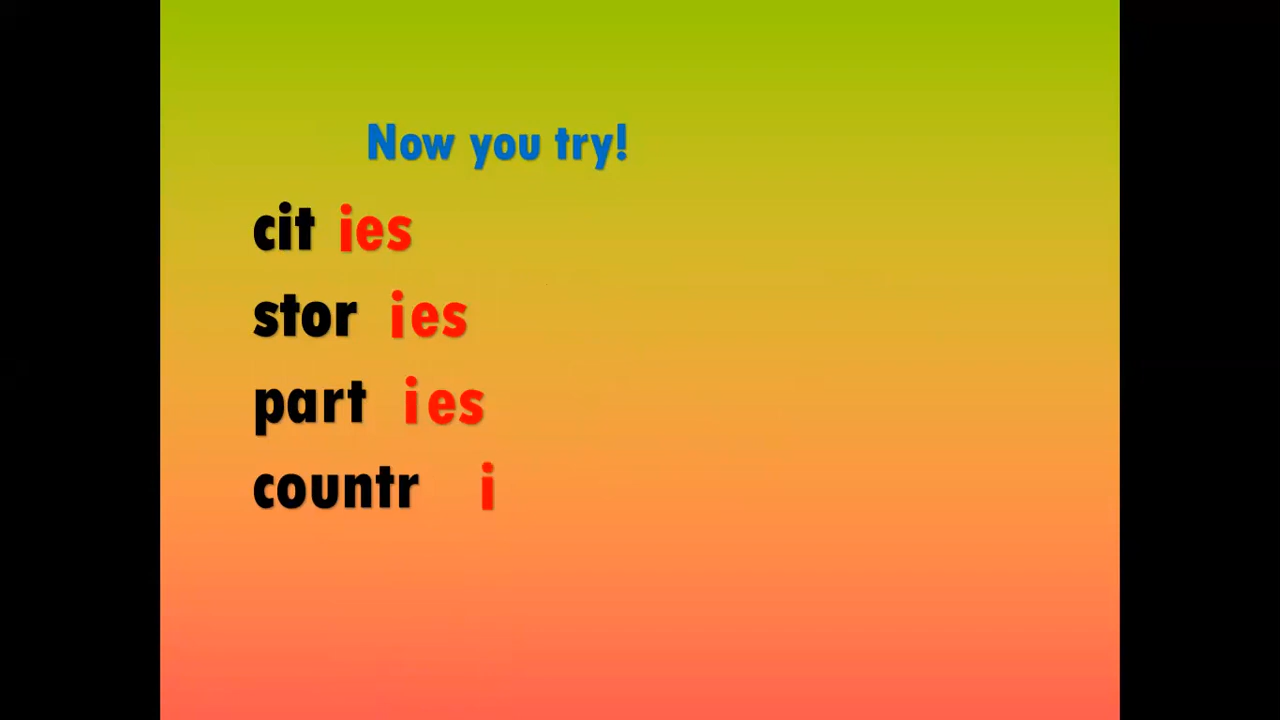 Now you try!
cit ies
stor ies
part ies
countr i